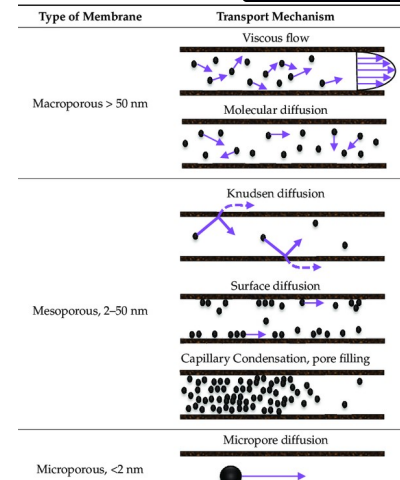 Type of Membrane
Transport Mechanism
Macroporous > 50 nm
Viscous flow
Molecular diffusion
Mesoporous, 2–50 nm
Knudsen diffusion
Surface diffusion
Capillary Condensation, pore filling
Microporous, <2 nm
Micropore diffusion